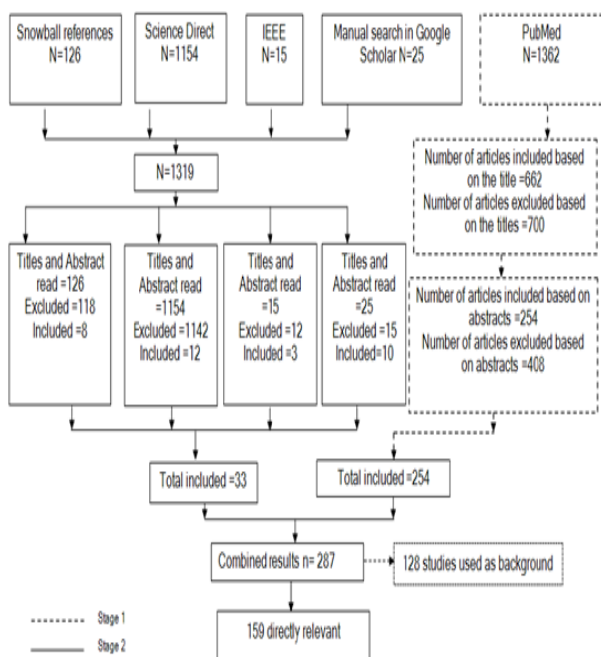 Snowball references
N=126
Science Direct
N=1154
IEEE
N=15
Manual search in Google
Scholar N=25
PubMed
N=1362
N=1319
Number of articles included based
on the title =662
Number of articles excluded based
on the titles =700
Titles and Abstract
read =126
Excluded =118
Included =8
Titles and
Abstract read
=1154
Excluded =1142
Included =12
Titles and
Abstract read
=15
Excluded =12
Included =3
Titles and
Abstract read
=25
Excluded =15
Included=10
Number of articles included based on
abstracts =254
Number of articles excluded based
on abstracts =408
Total included =33
Total included =254
Combined results n= 287
128 studies used as background
159 directly relevant
Stage 1
Stage 2